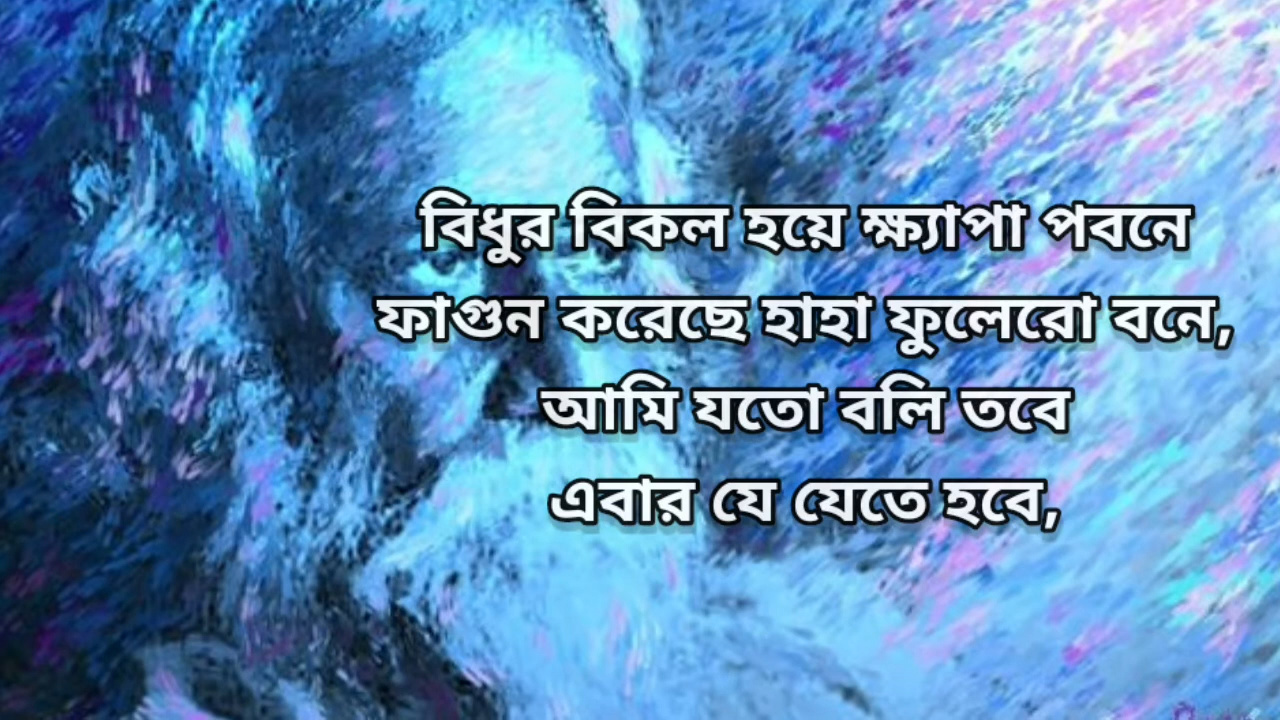 বিধুর বিকল হয়ে ক্ষ্যাপা পবনে
ফাগুন করেছে হাহা ফুলেরো বনে,
আমি যতো বলি তবে
এবার যে যেতে হবে,